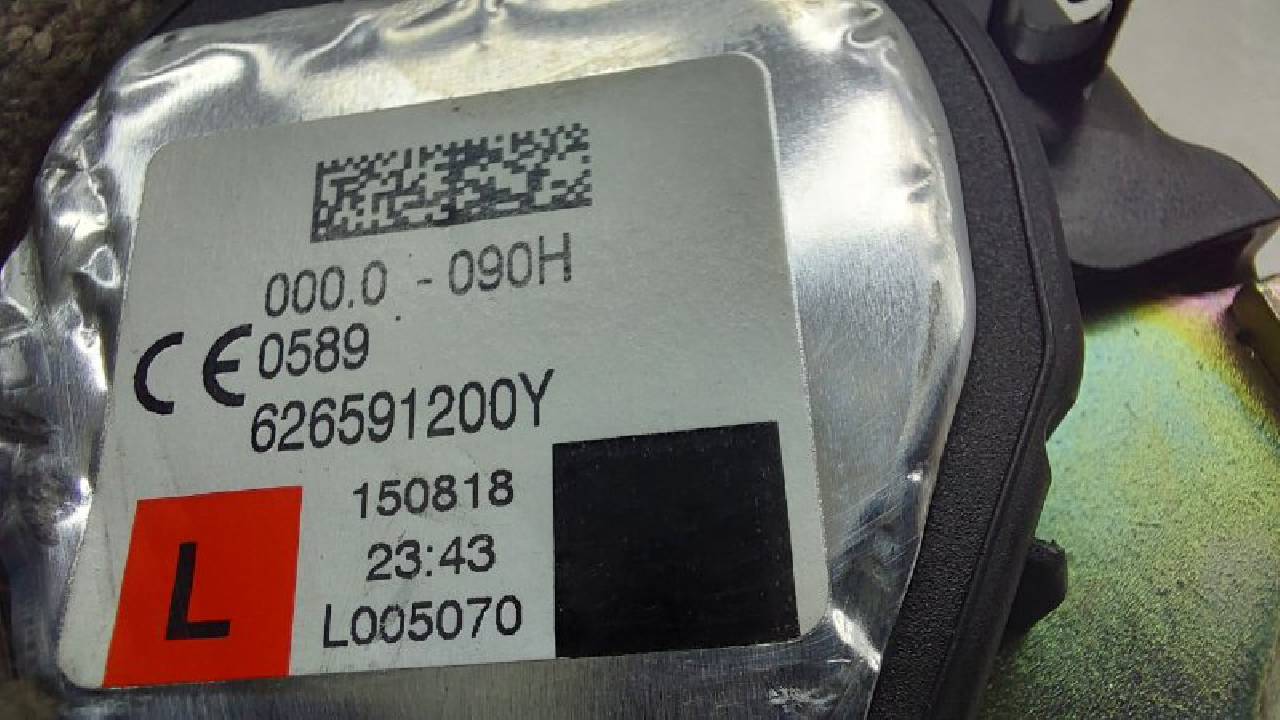 000.0 - 090H
CE 0589
626591200Y
150818
23:43
L L005070